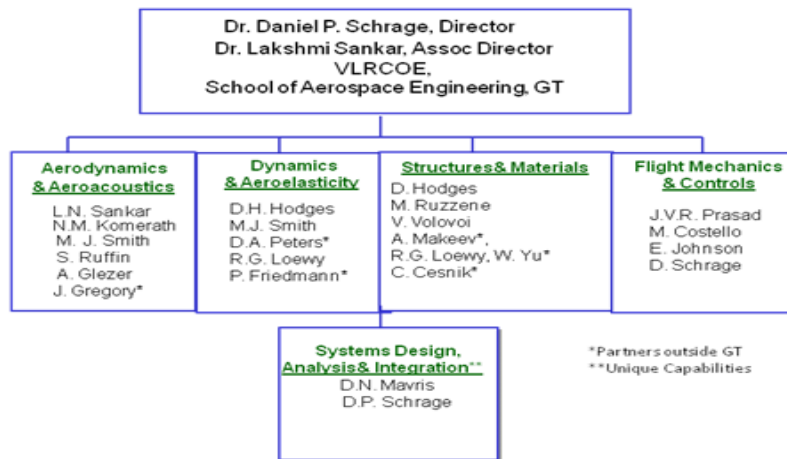 Dr. Daniel P. Schrage, Director
Dr. Lakshmi Sankar, Assoc Director
VLRCOE,
School of Aerospace Engineering, GT
Aerodynamics
& Aeroacoustics
L.N. Sankar
N.M. Komerath
M. J. Smith
S. Ruffin
A. Glezer
J. Gregory*
Dynamics
& Aeroelasticity
D.H. Hodges
M.J. Smith
D.A. Peters*
R.G. Loewy
P. Friedmann*
Structures & Materials
D. Hodges
M. Ruzzene
V. Volovoi
A. Makeev*,
R.G. Loewy, W. Yu*
C. Cesnik*
Flight Mechanics
& Controls
J.V.R. Prasad
M. Costello
E. Johnson
D. Schrage
Systems Design,
Analysis & Integration**
D.N. Mavris
D.P. Schrage
*Partners outside GT
**Unique Capabilities